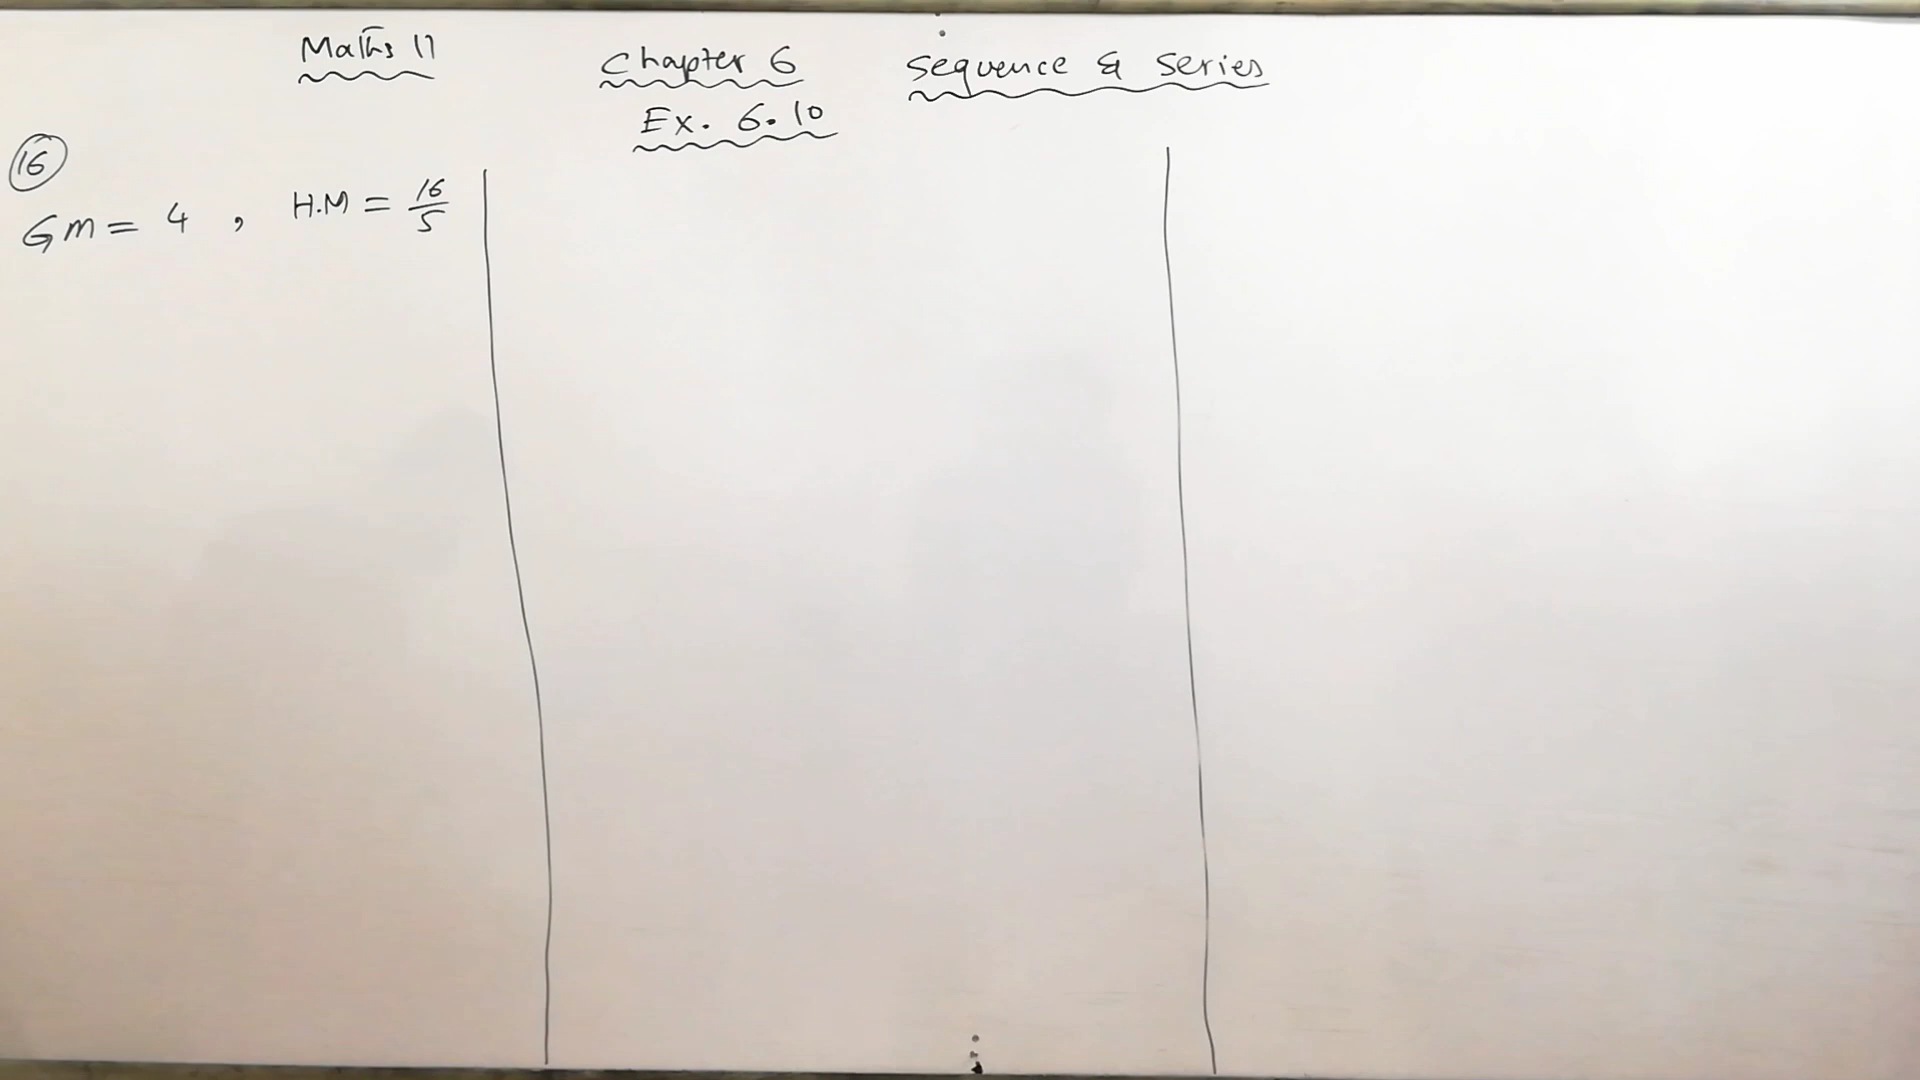 Maths 11 Chapter 6 Sequence & Series
Ex. 6.10
16
Gm = 4 , H.M = 16/5